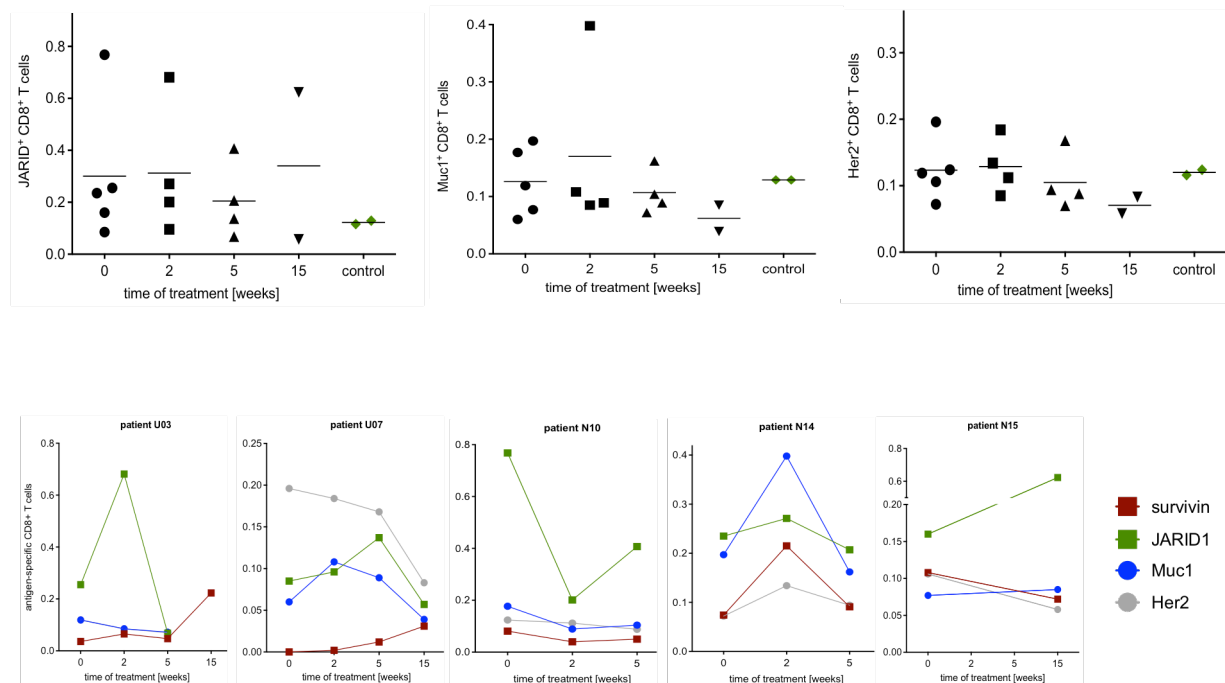 JARID⁺ CD8⁺ T cells
0.8
0.6
0.4
0.2
0.0
0 2 5 15 control
time of treatment [weeks]
Muc1⁺ CD8⁺ T cells
0.4
0.3
0.2
0.1
0.0
0 2 5 15 control
time of treatment [weeks]
Her2⁺ CD8⁺ T cells
0.3
0.2
0.1
0.0
0 2 5 15 control
time of treatment [weeks]
patient U03
antigen-specific CD8+ T cells
0.8
0.6
0.4
0.2
0.0
0 2 5 15
time of treatment [weeks]
patient U07
0.25
0.20
0.15
0.10
0.05
0.00
0 2 5 15
time of treatment [weeks]
patient N10
0.8
0.6
0.4
0.2
0.0
0 2 5
time of treatment [weeks]
patient N14
0.4
0.3
0.2
0.1
0.0
0 2 5
time of treatment [weeks]
patient N15
0.8
0.6
0.15
0.10
0.05
0.00
0 2 5 15
time of treatment [weeks]
survivin
JARID1
Muc1
Her2